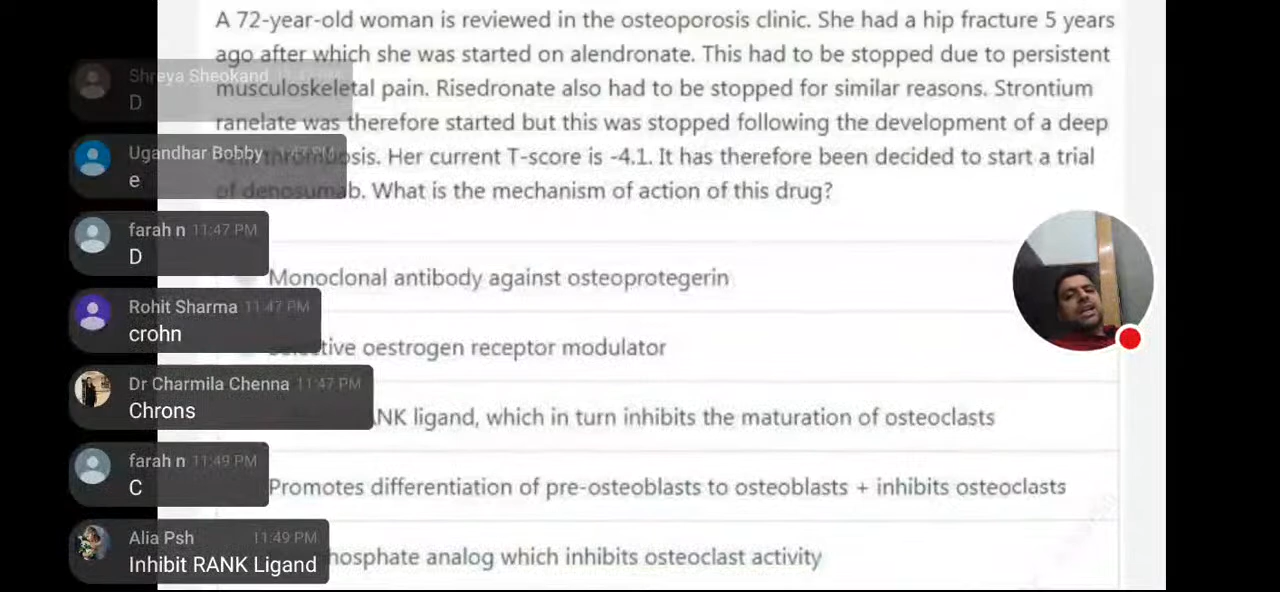 A 72-year-old woman is reviewed in the osteoporosis clinic. She had a hip fracture 5 years
ago after which she was started on alendronate. This had to be stopped due to persistent
musculoskeletal pain. Risedronate also had to be stopped for similar reasons. Strontium
ranelate was therefore started but this was stopped following the development of a deep
thrombosis. Her current T-score is -4.1. It has therefore been decided to start a trial
of denosumab. What is the mechanism of action of this drug?
Monoclonal antibody against osteoprotegerin
oestrogen receptor modulator
ligand, which in turn inhibits the maturation of osteoclasts
Promotes differentiation of pre-osteoblasts to osteoblasts + inhibits osteoclasts
analog which inhibits osteoclast activity
Shreya Sheokand
D
Ugandhar Bobby 11:47 PM
e
farah n 11:47 PM
D
Rohit Sharma 11:47 PM
crohn
Dr Charmila Chenna 11:47 PM
Chrons
farah n 11:49 PM
C
Alia Psh 11:49 PM
Inhibit RANK Ligand